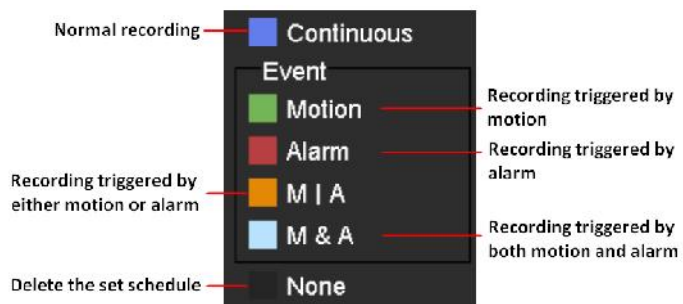 Normal recording
Continuous
Event
Motion
Recording triggered by
motion
Alarm
Recording triggered by
alarm
Recording triggered by
either motion or alarm
M | A
M & A
Recording triggered by
both motion and alarm
Delete the set schedule
None